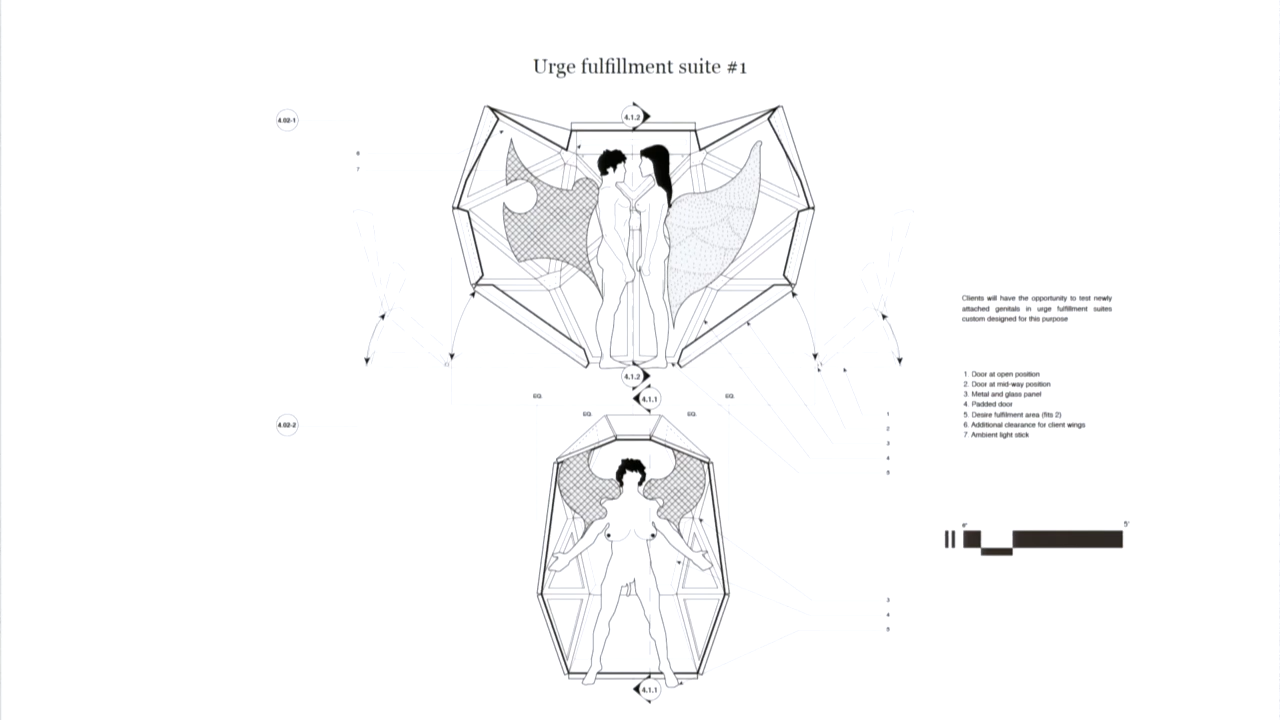 Urge fulfillment suite #1
4.02-1
4.1.2
6
7
Clients will have the opportunity to test newly
attached genitals in urge fulfillment suites
custom designed for this purpose
1. Door at open position
2. Door at mid-way position
3. Metal and glass panel
4. Padded door
5. Desire fulfilment area (fits 2)
6. Additional clearance for client wings
7. Ambient light stick
4.1.2
4.1.1
EQ.
EQ.
EQ.
EQ.
4.02-2
1
2
3
4
5
5'
3
4
5
4.1.1